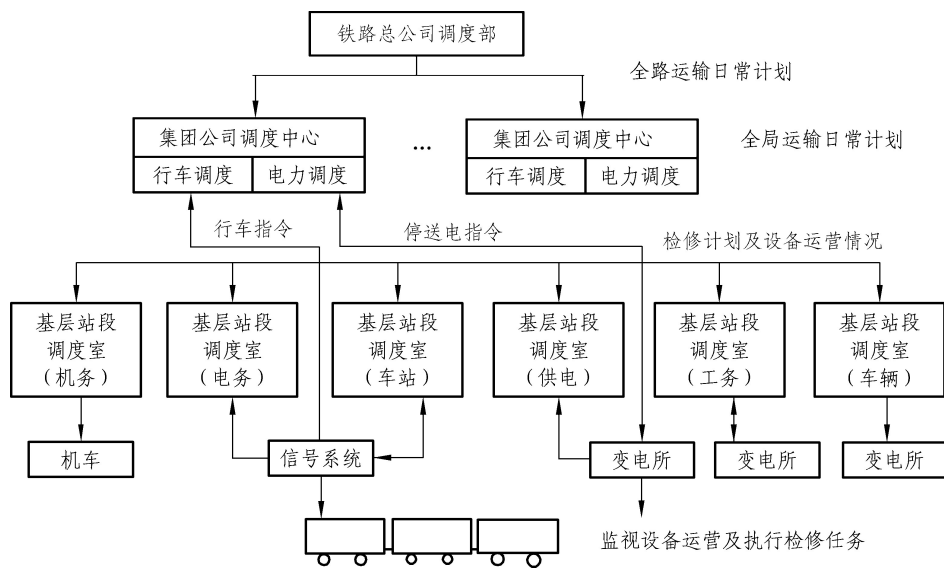 铁路总公司调度部
全路运输日常计划
集团公司调度中心
行车调度 电力调度
...
集团公司调度中心
行车调度 电力调度
全局运输日常计划
行车指令
停送电指令
检修计划及设备运营情况
基层站段
调度室
（机务）
基层站段
调度室
（电务）
基层站段
调度室
（车站）
基层站段
调度室
（供电）
基层站段
调度室
（工务）
基层站段
调度室
（车辆）
机车
信号系统
变电所
变电所
变电所
监视设备运营及执行检修任务